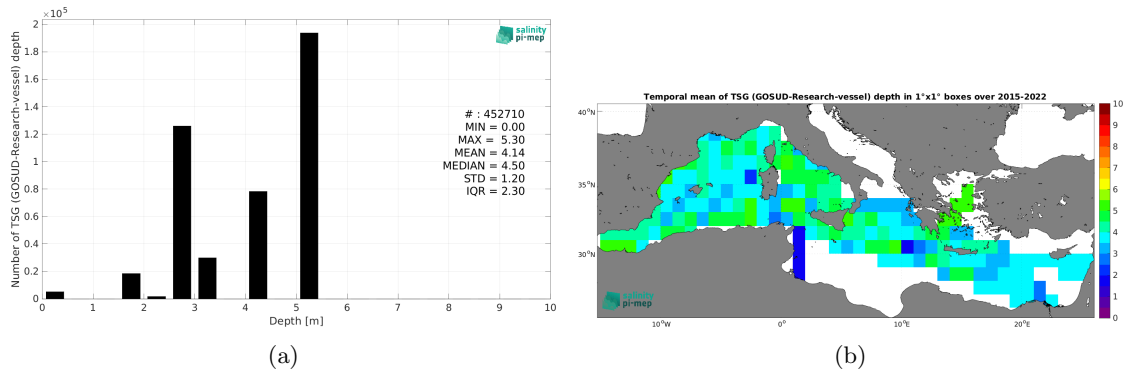 ×10⁵
2
1.8
1.6
1.4
1.2
1
0.8
0.6
0.4
0.2
0
Number of TSG (GOSUD-Research-vessel) depth
salinity
pi-mep
# : 452710
MIN = 0.00
MAX = 5.30
MEAN = 4.14
MEDIAN = 4.50
STD = 1.20
IQR = 2.30
0 1 2 3 4 5 6 7 8 9 10
Depth [m]
(a)
Temporal mean of TSG (GOSUD-Research-vessel) depth in 1°x1° boxes over 2015-2022
40°N
35°N
30°N
10°W 0° 10°E 20°E
salinity
pi-mep
10
9
8
7
6
5
4
3
2
1
0
(b)